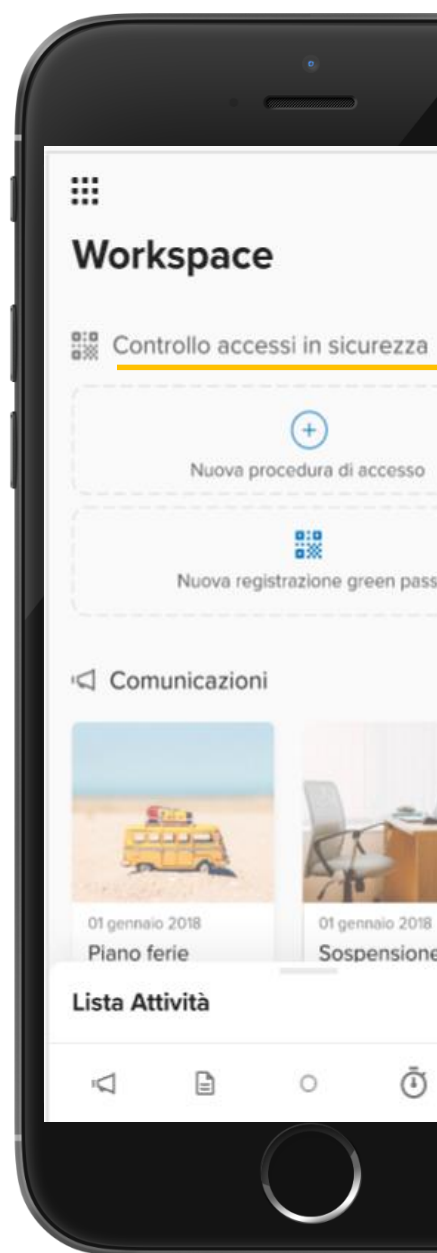 Workspace
Controllo accessi in sicurezza
Nuova procedura di accesso
Nuova registrazione green pass
Comunicazioni
01 gennaio 2018
Piano ferie
01 gennaio 2018
Sospensione
Lista Attività